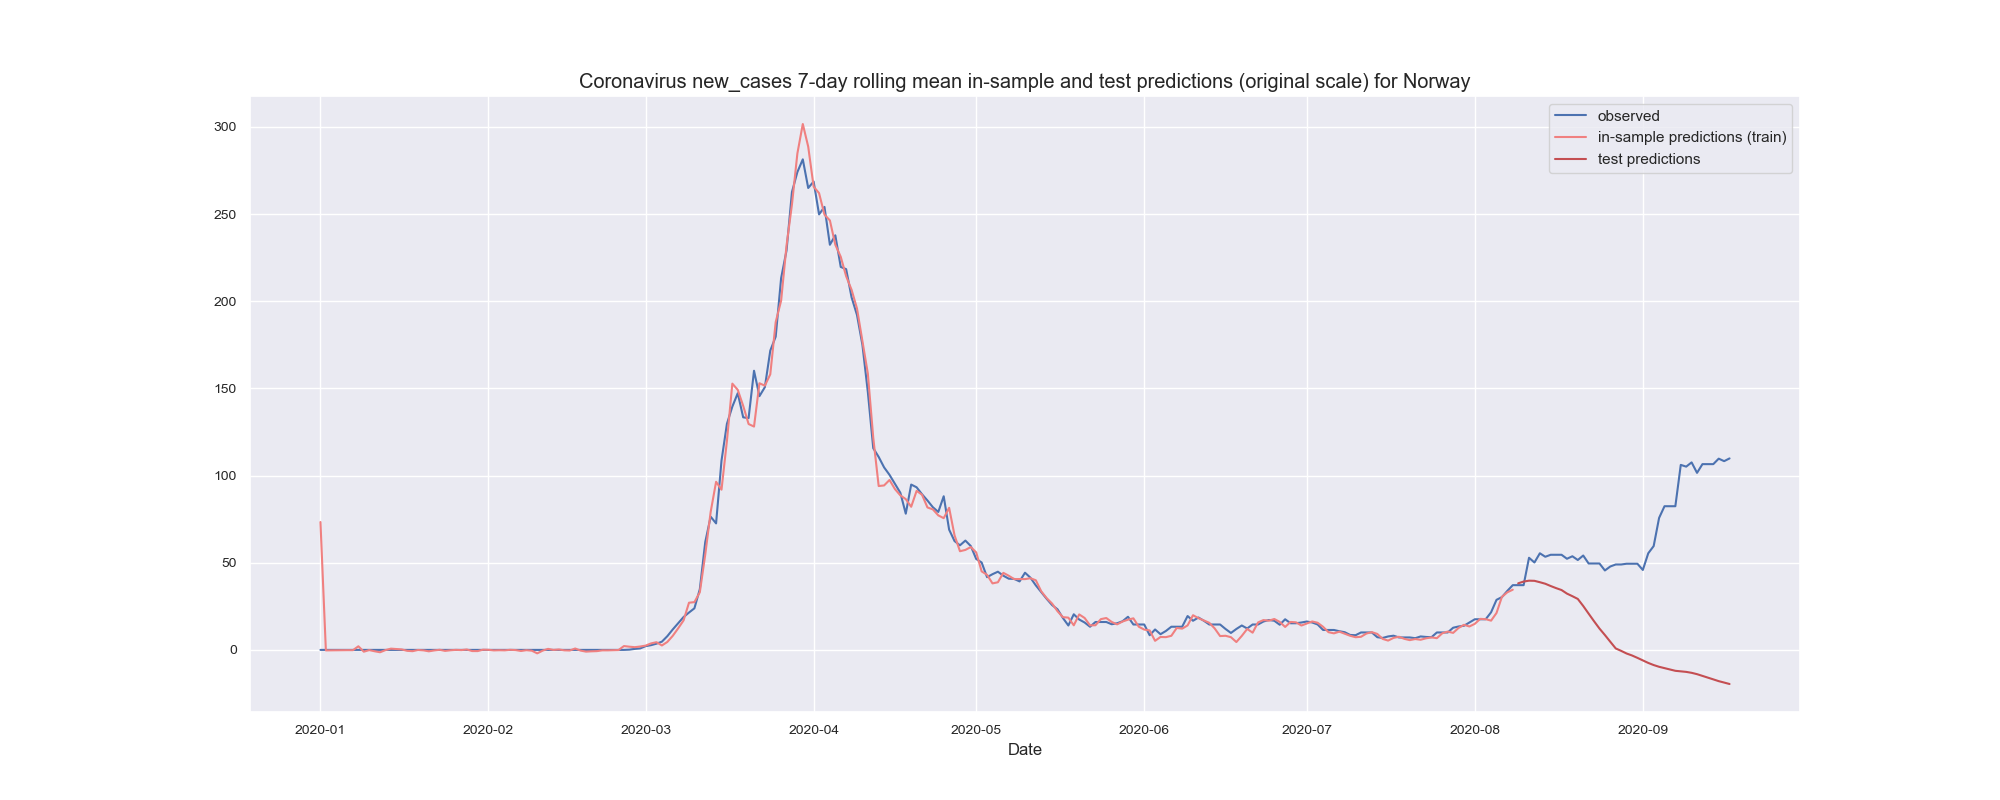 Coronavirus new_cases 7-day rolling mean in-sample and test predictions (original scale) for Norway
observed
in-sample predictions (train)
test predictions
300
250
200
150
100
50
0
2020-01 2020-02 2020-03 2020-04 2020-05 2020-06 2020-07 2020-08 2020-09
Date